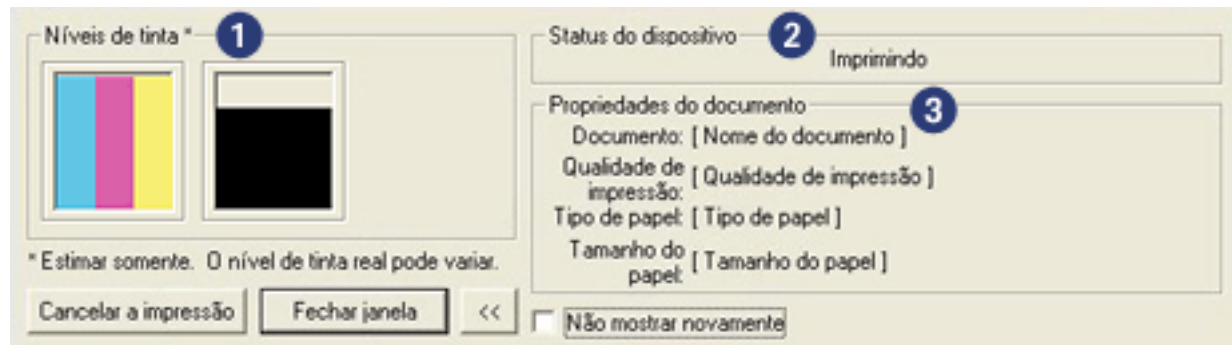 Níveis de tinta *
1
* Estimar somente. O nível de tinta real pode variar.
Cancelar a impressão
Fechar janela
<<
Status do dispositivo
2
Imprimindo
Propriedades do documento
3
Documento: [ Nome do documento ]
Qualidade de
impressão: [ Qualidade de impressão ]
Tipo de papel: [ Tipo de papel ]
Tamanho do
papel: [ Tamanho do papel ]
Não mostrar novamente